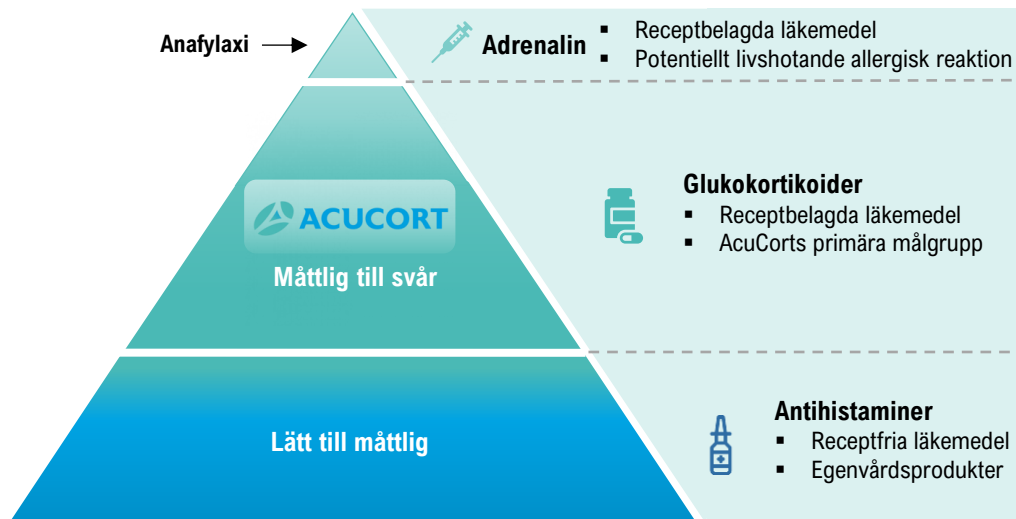 Anafylaxi
Adrenalin
Receptbelagda läkemedel
Potentiellt livshotande allergisk reaktion
ACUCORT
Måttlig till svår
Glukokortikoider
Receptbelagda läkemedel
AcuCorts primära målgrupp
Lätt till måttlig
Antihistaminer
Receptfria läkemedel
Egenvårdsprodukter